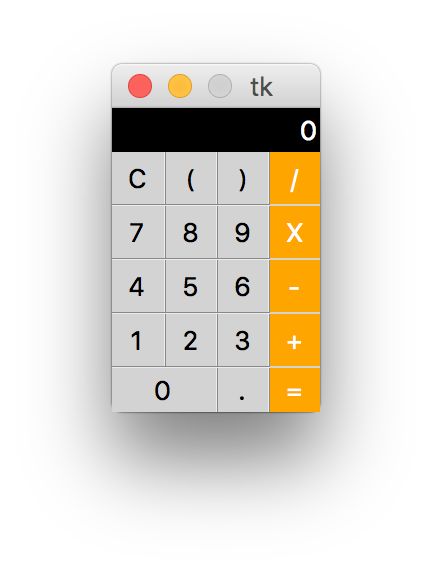 tk
0
C ( ) /
7 8 9 X
4 5 6 -
1 2 3 +
0 . =